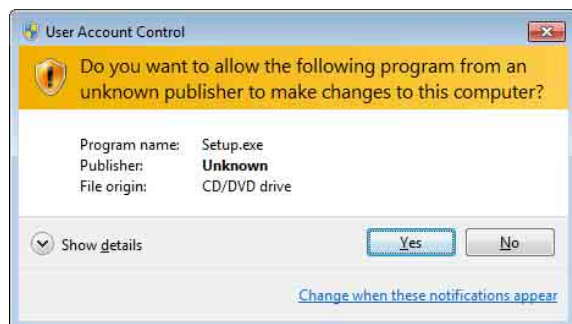 User Account Control
Do you want to allow the following program from an
unknown publisher to make changes to this computer?
Program name: Setup.exe
Publisher: Unknown
File origin: CD/DVD drive
Show details
Yes
No
Change when these notifications appear